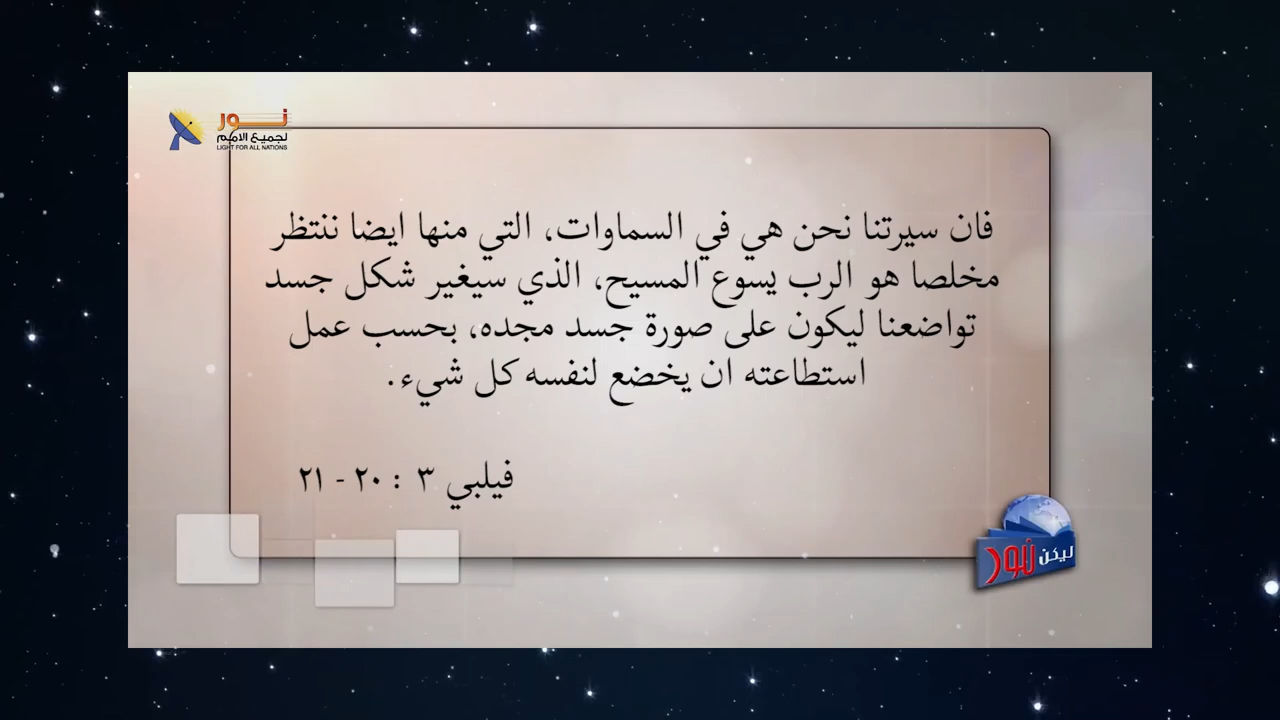 نور
لجميع الامم
LIGHT FOR ALL NATIONS
فان سيرتنا نحن هي في السماوات، التي منها ايضا ننتظر
مخلصا هو الرب يسوع المسيح، الذي سيغير شكل جسد
تواضعنا ليكون على صورة جسد مجده، بحسب عمل
استطاعته ان يخضع لنفسه كل شيء.
فيلبي ٣ : ٢٠ - ٢١
ليكن نور